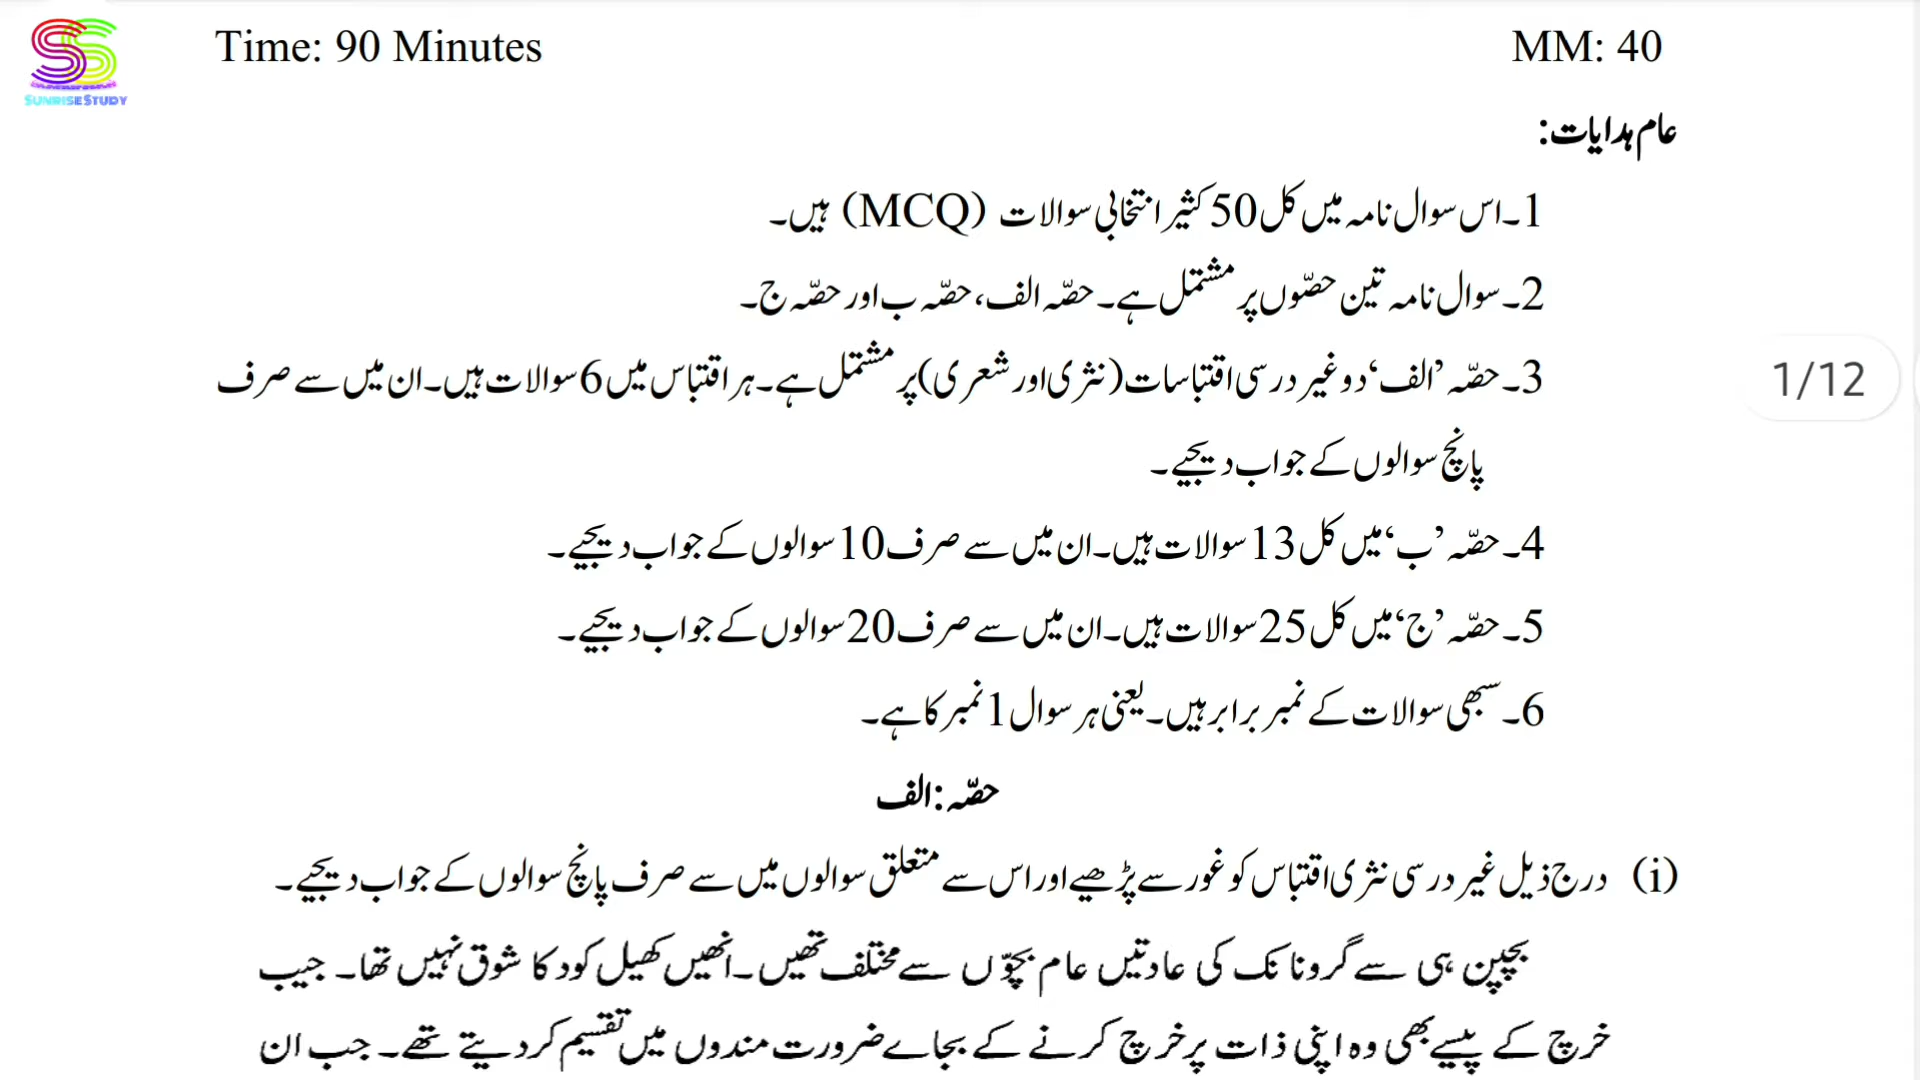 SUNRISE STUDY
Time: 90 Minutes MM: 40
عام ہدایات:
1۔اس سوال نامہ میں کل 50 کثیر انتخابی سوالات (MCQ) ہیں۔
2۔سوال نامہ تین حصّوں پر مشتمل ہے۔ حصّہ الف، حصّہ ب اور حصّہ ج۔
3۔حصّہ ’الف‘ دو غیر درسی اقتباسات (نثری اور شعری) پر مشتمل ہے۔ ہر اقتباس میں 6 سوالات ہیں۔ ان میں سے صرف
پانچ سوالوں کے جواب دیجیے۔
4۔حصّہ ’ب‘ میں کل 13 سوالات ہیں۔ ان میں سے صرف 10 سوالوں کے جواب دیجیے۔
5۔حصّہ ’ج‘ میں کل 25 سوالات ہیں۔ ان میں سے صرف 20 سوالوں کے جواب دیجیے۔
6۔سبھی سوالات کے نمبر برابر ہیں۔ یعنی ہر سوال 1 نمبر کا ہے۔
1/12
حصّہ: الف
(i) درج ذیل غیر درسی نثری اقتباس کو غور سے پڑھیے اور اس سے متعلق سوالوں میں سے صرف پانچ سوالوں کے جواب دیجیے۔
بچپن ہی سے گرونانک کی عادتیں عام بچّوں سے مختلف تھیں۔ انھیں کھیل کود کا شوق نہیں تھا۔ جیب
خرچ کے پیسے بھی وہ اپنی ذات پر خرچ کرنے کے بجاے ضرورت مندوں میں تقسیم کر دیتے تھے۔ جب ان